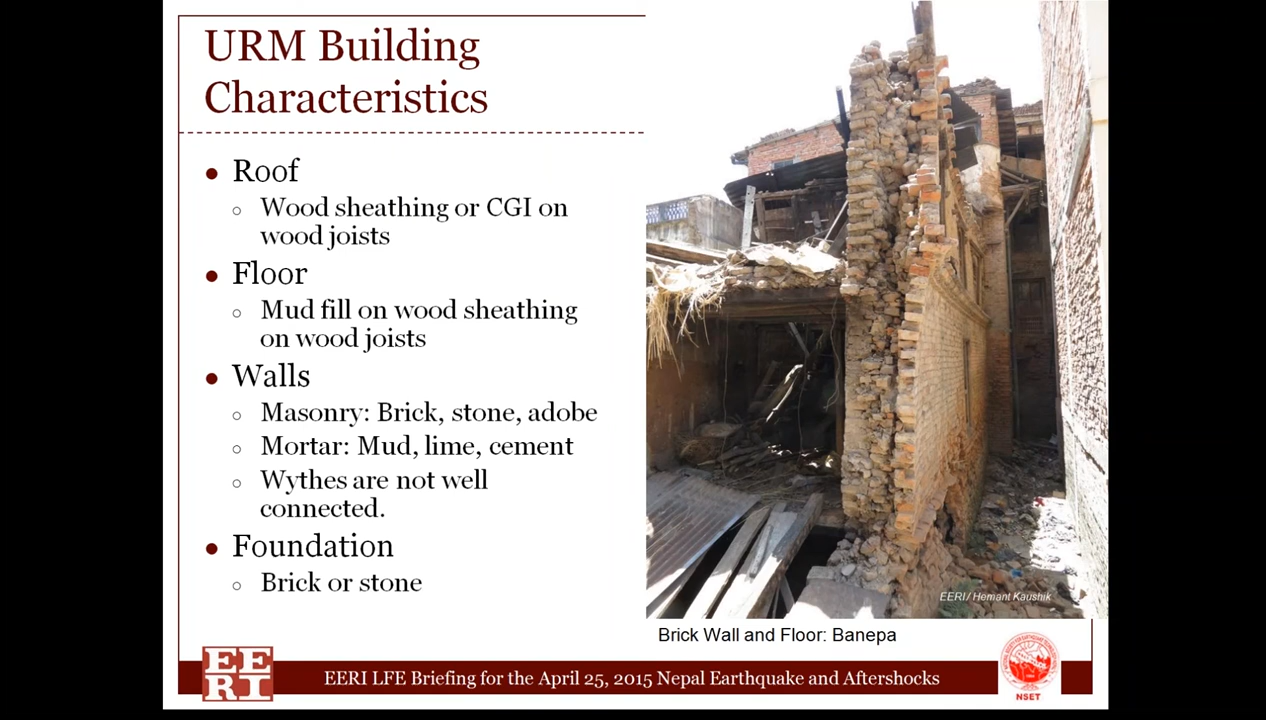 URM Building
Characteristics
Roof
Wood sheathing or CGI on
wood joists
Floor
Mud fill on wood sheathing
on wood joists
Walls
Masonry: Brick, stone, adobe
Mortar: Mud, lime, cement
Wythes are not well
connected.
Foundation
Brick or stone
EERI / Hemant Kaushik
Brick Wall and Floor: Banepa
EE
RI
EERI LFE Briefing for the April 25, 2015 Nepal Earthquake and Aftershocks
NSET